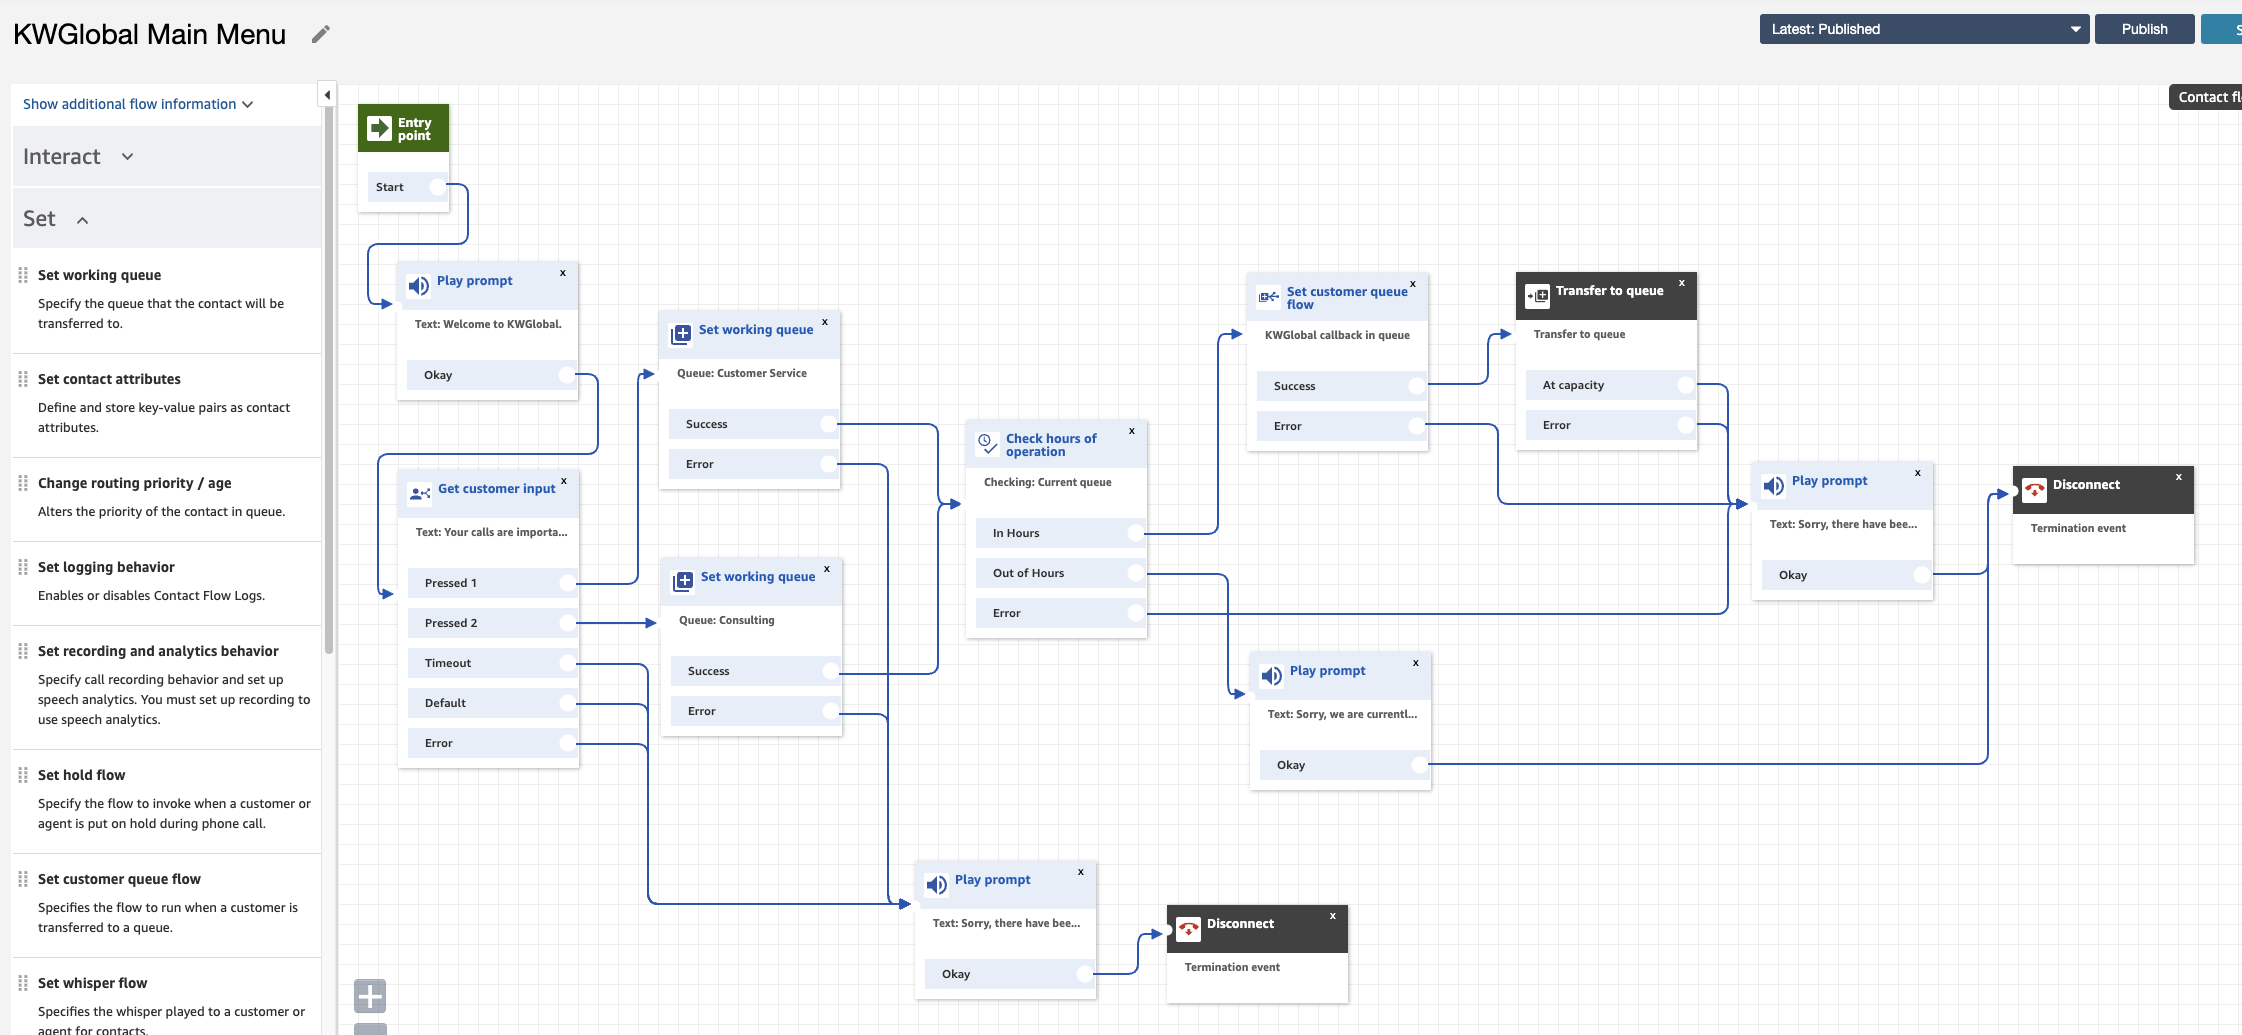 KWGlobal Main Menu
Latest: Published
Publish
Show additional flow information
Contact fl
Interact
Set
Set working queue
Specify the queue that the contact will be
transferred to.
Set contact attributes
Define and store key-value pairs as contact
attributes.
Change routing priority / age
Alters the priority of the contact in queue.
Set logging behavior
Enables or disables Contact Flow Logs.
Set recording and analytics behavior
Specify call recording behavior and set up
speech analytics. You must set up recording to
use speech analytics.
Set hold flow
Specify the flow to invoke when a customer or
agent is put on hold during phone call.
Set customer queue flow
Specifies the flow to run when a customer is
transferred to a queue.
Set whisper flow
Specifies the whisper played to a customer or
agent for contacts.
Entry
point
Start
Play prompt
x
Text: Welcome to KWGlobal.
Okay
Get customer input
x
Text: Your calls are importa...
Pressed 1
Pressed 2
Timeout
Default
Error
Set working queue
x
Queue: Customer Service
Success
Error
Set working queue
x
Queue: Consulting
Success
Error
Check hours of
operation
x
Checking: Current queue
In Hours
Out of Hours
Error
Set customer queue
flow
x
KWGlobal callback in queue
Success
Error
Transfer to queue
x
Transfer to queue
At capacity
Error
Play prompt
x
Text: Sorry, there have bee...
Okay
Disconnect
x
Termination event
Play prompt
x
Text: Sorry, we are currentl...
Okay
Play prompt
x
Text: Sorry, there have bee...
Okay
Disconnect
x
Termination event